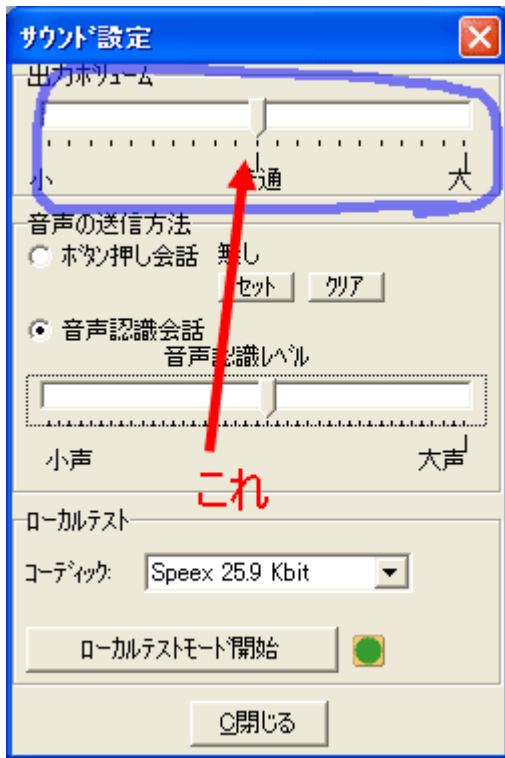 サウンド設定
出力ボリューム
小 普通 大
音声の送信方法
ボタン押し会話 無し
セット クリア
音声認識会話
音声認識レベル
小声 大声
これ
ローカルテスト
コーディック: Speex 25.9 Kbit
ローカルテストモード開始
C閉じる